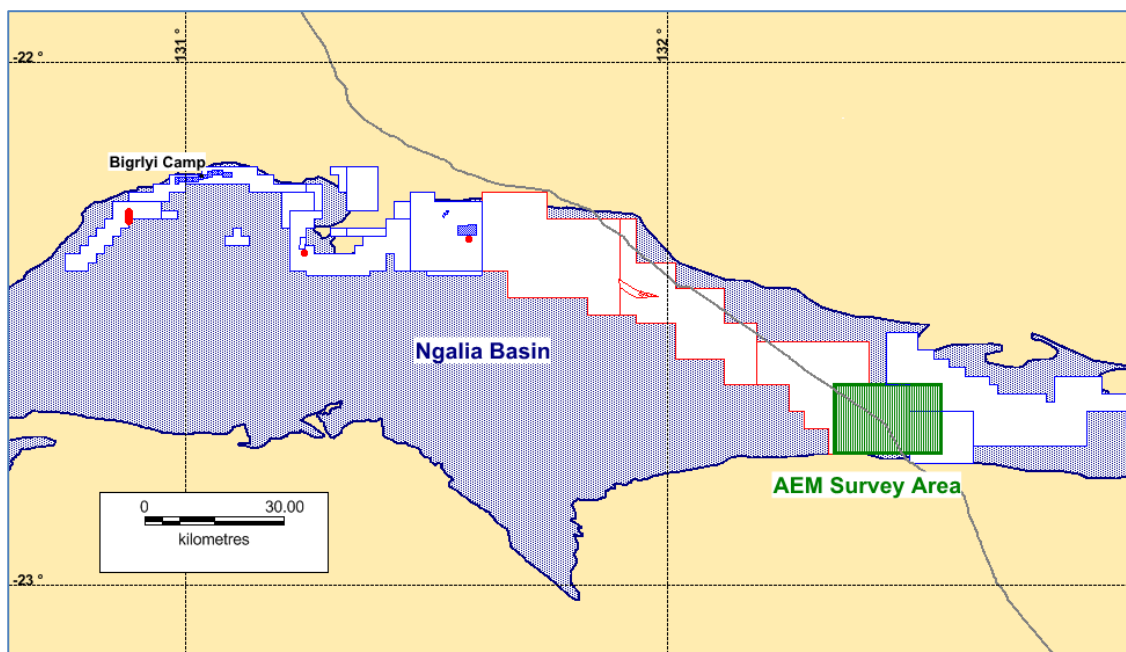 -22 °
131 °
132 °
Bigrlyi Camp
Ngalia Basin
AEM Survey Area
0 30.00
kilometres
-23 °